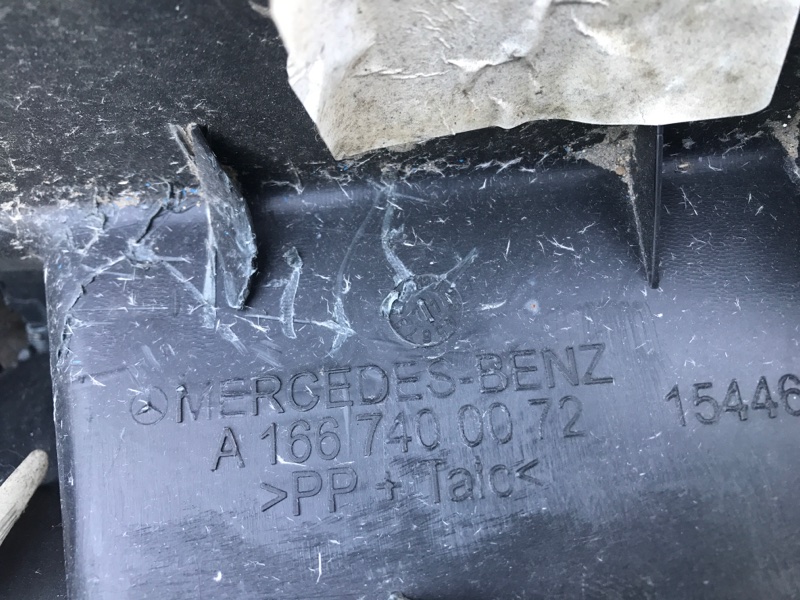 MERCEDES-BENZ
A 166 740 00 72
15446
>PP + Talc<